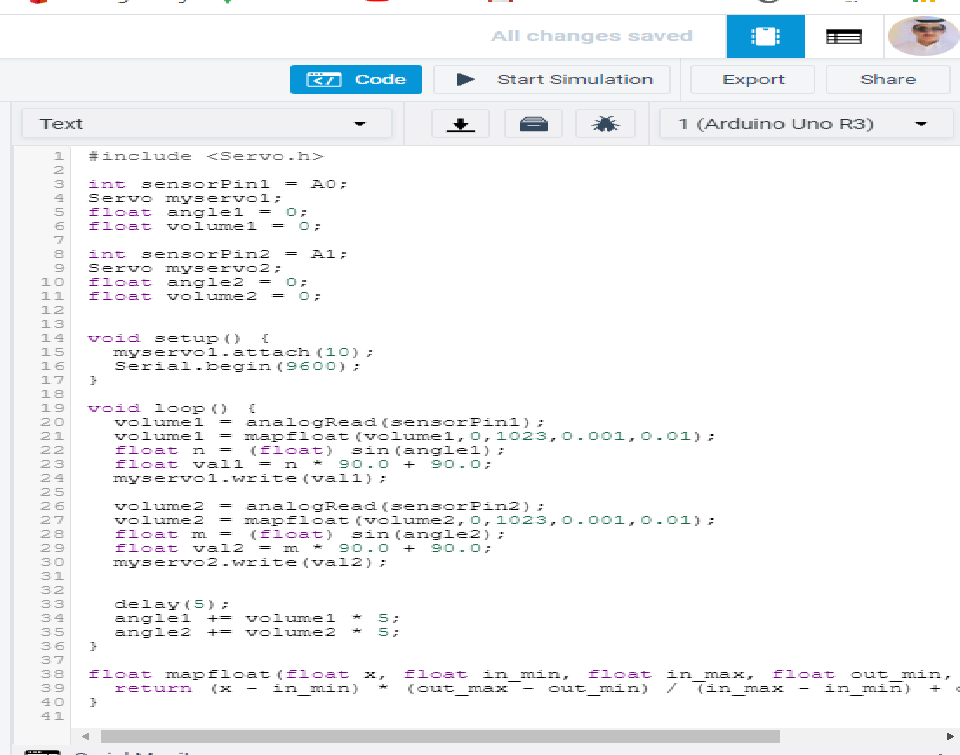 All changes saved
Code
Start Simulation
Export
Share
Text
1 (Arduino Uno R3)
1 #include <Servo.h>
2
3 int sensorPin1 = A0;
4 Servo myservo1;
5 float angle1 = 0;
6 float volume1 = 0;
7
8 int sensorPin2 = A1;
9 Servo myservo2;
10 float angle2 = 0;
11 float volume2 = 0;
12
13
14 void setup() {
15 myservo1.attach(10);
16 Serial.begin(9600);
17 }
18
19 void loop() {
20 volume1 = analogRead(sensorPin1);
21 volume1 = mapfloat(volume1,0,1023,0.001,0.01);
22 float n = (float) sin(angle1);
23 float val1 = n * 90.0 + 90.0;
24 myservo1.write(val1);
25
26 volume2 = analogRead(sensorPin2);
27 volume2 = mapfloat(volume2,0,1023,0.001,0.01);
28 float m = (float) sin(angle2);
29 float val2 = m * 90.0 + 90.0;
30 myservo2.write(val2);
31
32
33 delay(5);
34 angle1 += volume1 * 5;
35 angle2 += volume2 * 5;
36 }
37
38 float mapfloat(float x, float in_min, float in_max, float out_min,
39 return (x - in_min) * (out_max - out_min) / (in_max - in_min) +
40 }
41